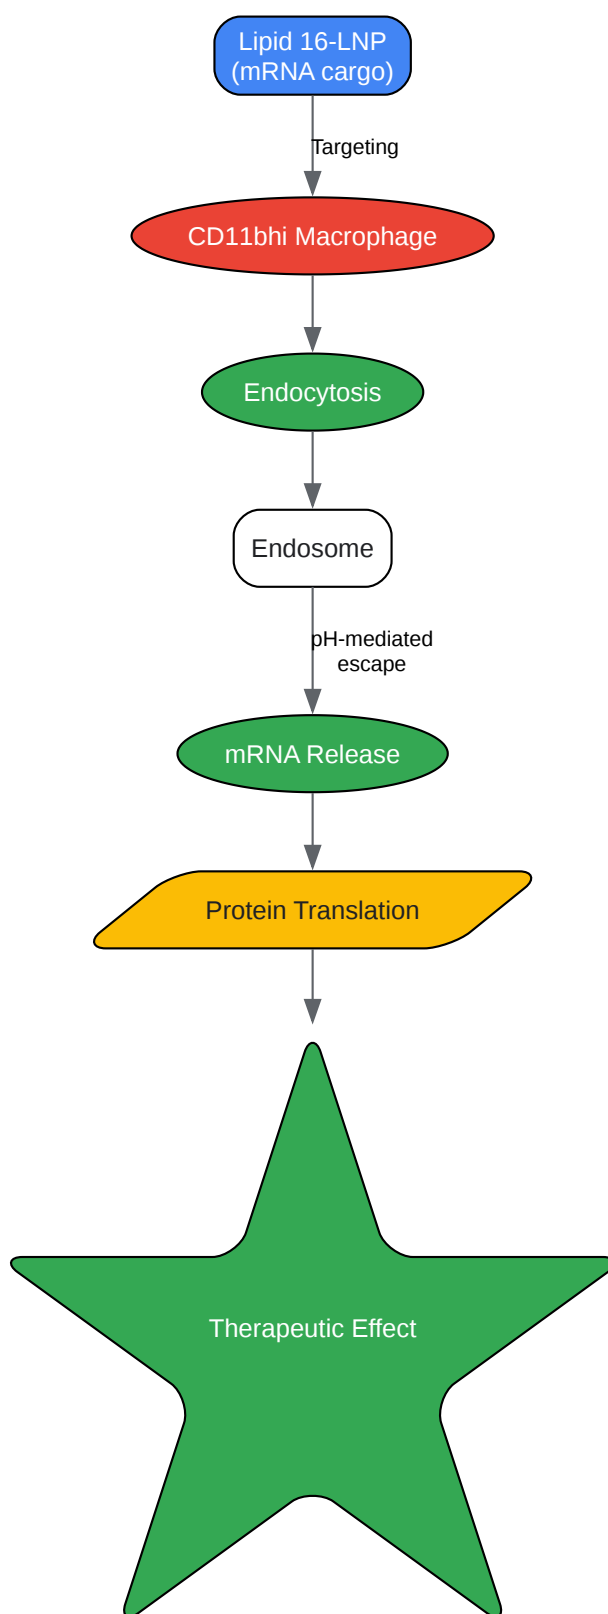 Lipid 16-LNP
(mRNA cargo)
Targeting
CD11bhi Macrophage
Endocytosis
Endosome
pH-mediated
escape
mRNA Release
Protein Translation
Therapeutic Effect